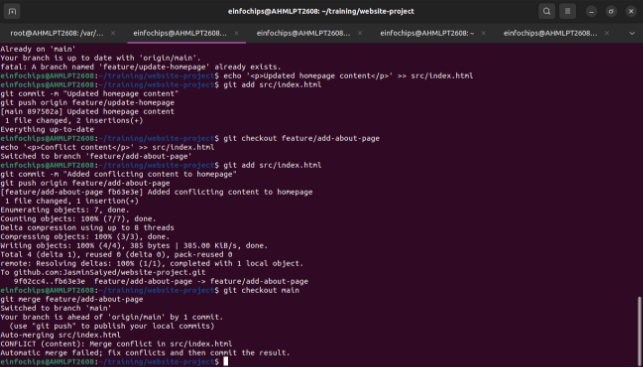 einfochips@AHMLPT2608: ~/training/website-project
root@AHMLPT2608: /var/...
einfochips@AHMLPT2608...
einfochips@AHMLPT2608...
einfochips@AHMLPT2608: ~
einfochips@AHMLPT2608...
Already on 'main'
Your branch is up to date with 'origin/main'.
fatal: A branch named 'feature/update-homepage' already exists.
einfochips@AHMLPT2608:~/training/website-project$ echo '<p>Updated homepage content</p>' >> src/index.html
einfochips@AHMLPT2608:~/training/website-project$ git add src/index.html
git commit -m "Updated homepage content"
git push origin feature/update-homepage
[main 897502a] Updated homepage content
1 file changed, 2 insertions(+)
Everything up-to-date
einfochips@AHMLPT2608:~/training/website-project$ git checkout feature/add-about-page
echo '<p>Conflict content</p>' >> src/index.html
Switched to branch 'feature/add-about-page'
einfochips@AHMLPT2608:~/training/website-project$ git add src/index.html
git commit -m "Added conflicting content to homepage"
git push origin feature/add-about-page
[feature/add-about-page fb63e3e] Added conflicting content to homepage
1 file changed, 1 insertion(+)
Enumerating objects: 7, done.
Counting objects: 100% (7/7), done.
Delta compression using up to 8 threads
Compressing objects: 100% (3/3), done.
Writing objects: 100% (4/4), 385 bytes | 385.00 KiB/s, done.
Total 4 (delta 1), reused 0 (delta 0), pack-reused 0
remote: Resolving deltas: 100% (1/1), completed with 1 local object.
To github.com:JasminSaiyed/website-project.git
9f02cc4..fb63e3e  feature/add-about-page -> feature/add-about-page
einfochips@AHMLPT2608:~/training/website-project$ git checkout main
git merge feature/add-about-page
Switched to branch 'main'
Your branch is ahead of 'origin/main' by 1 commit.
(use "git push" to publish your local commits)
Auto-merging src/index.html
CONFLICT (content): Merge conflict in src/index.html
Automatic merge failed; fix conflicts and then commit the result.
einfochips@AHMLPT2608:~/training/website-project$